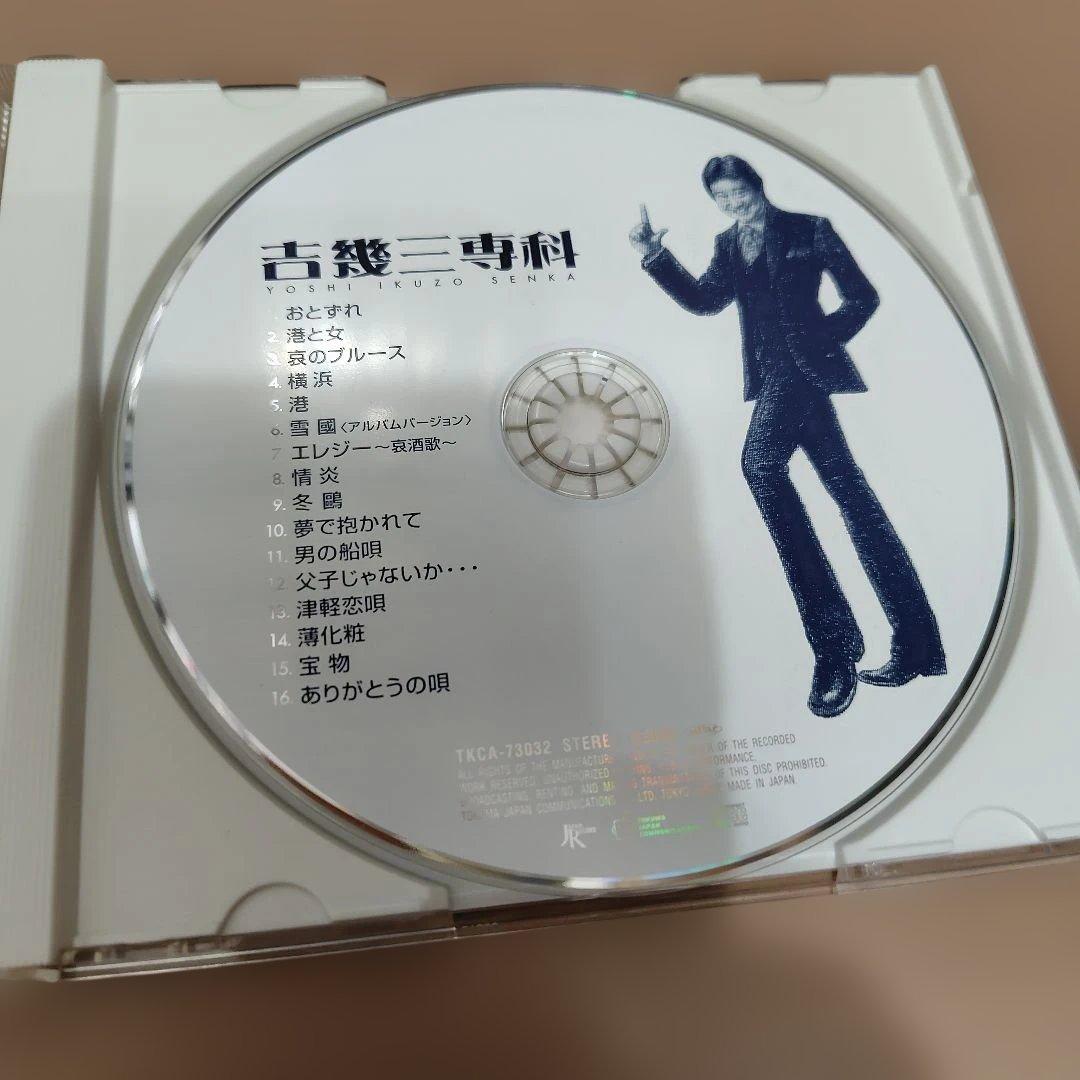 吉幾三専科
YOSHI IKUZO SENKA
1. おとずれ
2. 港と女
3. 哀のブルース
4. 横浜
5. 港
6. 雪國〈アルバムバージョン〉
7. エレジー～哀酒歌～
8. 情炎
9. 冬鷗
10. 夢で抱かれて
11. 男の船唄
12. 父子じゃないか・・・
13. 津軽恋唄
14. 薄化粧
15. 宝物
16. ありがとうの唄
TKCA-73032 STEREO
ALL RIGHTS OF THE MANUFACTURER OF THE RECORDED
WORK RESERVED. UNAUTHORIZED PERFORMANCE,
BROADCASTING, RENTING AND OF THIS DISC PROHIBITED.
TOKUMA JAPAN COMMUNICATIONS LTD. TOKYO MADE IN JAPAN.
TOKUMA
JAPAN
COMMUNICATIONS